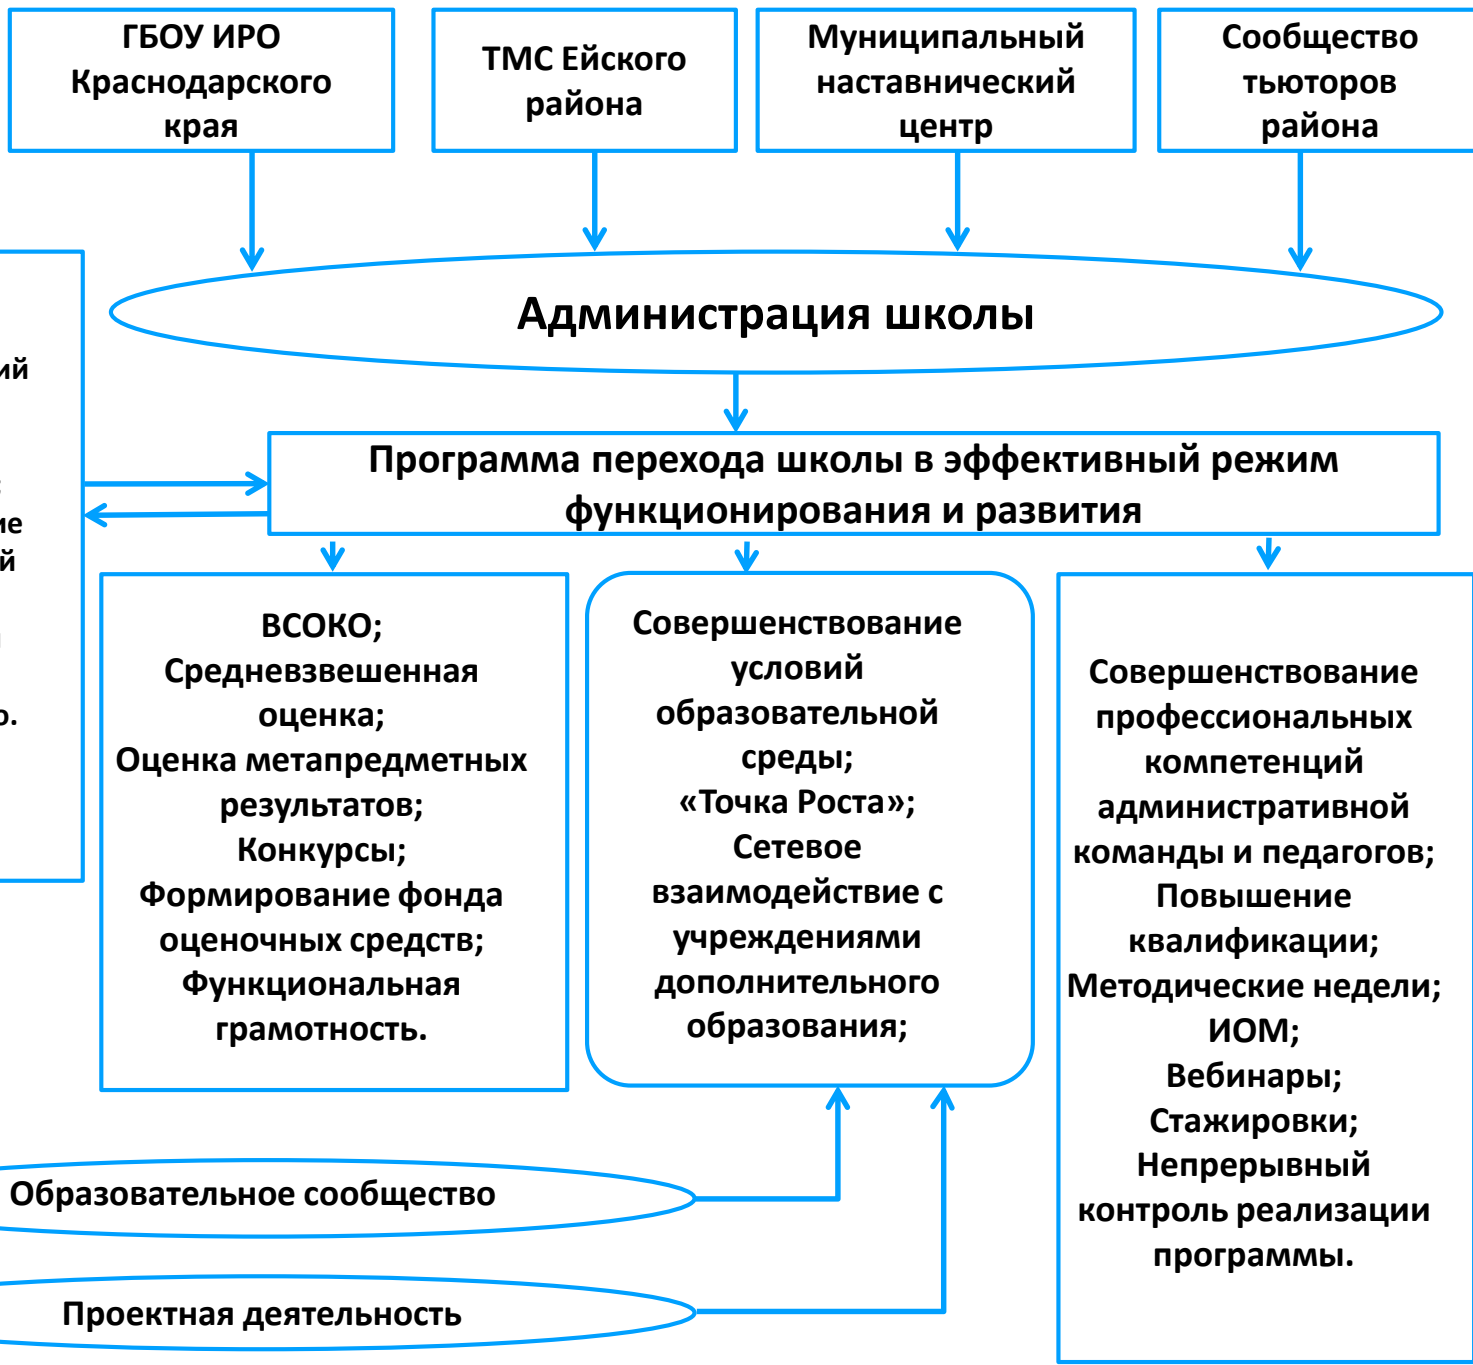 ГБОУ ИРО
Краснодарского
края
ТМС Ейского
района
Муниципальный
наставнический
центр
Сообщество
тьюторов
района
Администрация школы
Программа перехода школы в эффективный режим
функционирования и развития
ВСОКО;
Средневзвешенная
оценка;
Оценка метапредметных
результатов;
Конкурсы;
Формирование фонда
оценочных средств;
Функциональная
грамотность.
Совершенствование
условий
образовательной
среды;
«Точка Роста»;
Сетевое
взаимодействие с
учреждениями
дополнительного
образования;
Совершенствование
профессиональных
компетенций
административной
команды и педагогов;
Повышение
квалификации;
Методические недели;
ИОМ;
Вебинары;
Стажировки;
Непрерывный
контроль реализации
программы.
Образовательное сообщество
Проектная деятельность